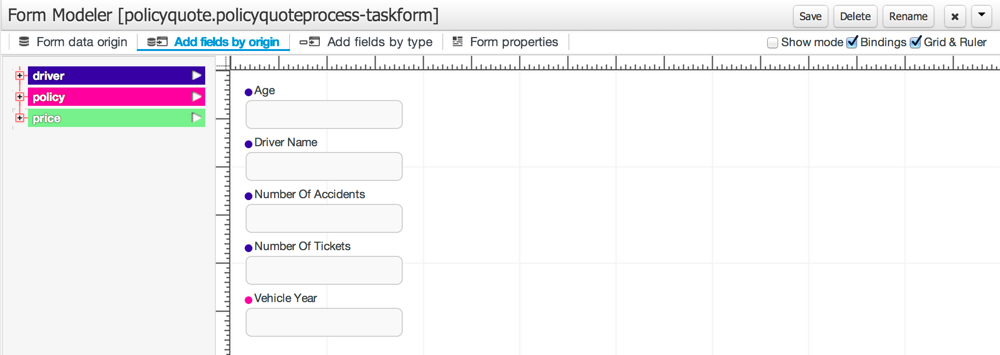 Form Modeler [policyquote.policyquoteprocess-taskform]
Save Delete Rename
Form data origin Add fields by origin Add fields by type Form properties Show mode Bindings Grid & Ruler
driver
policy
price
Age
Driver Name
Number Of Accidents
Number Of Tickets
Vehicle Year